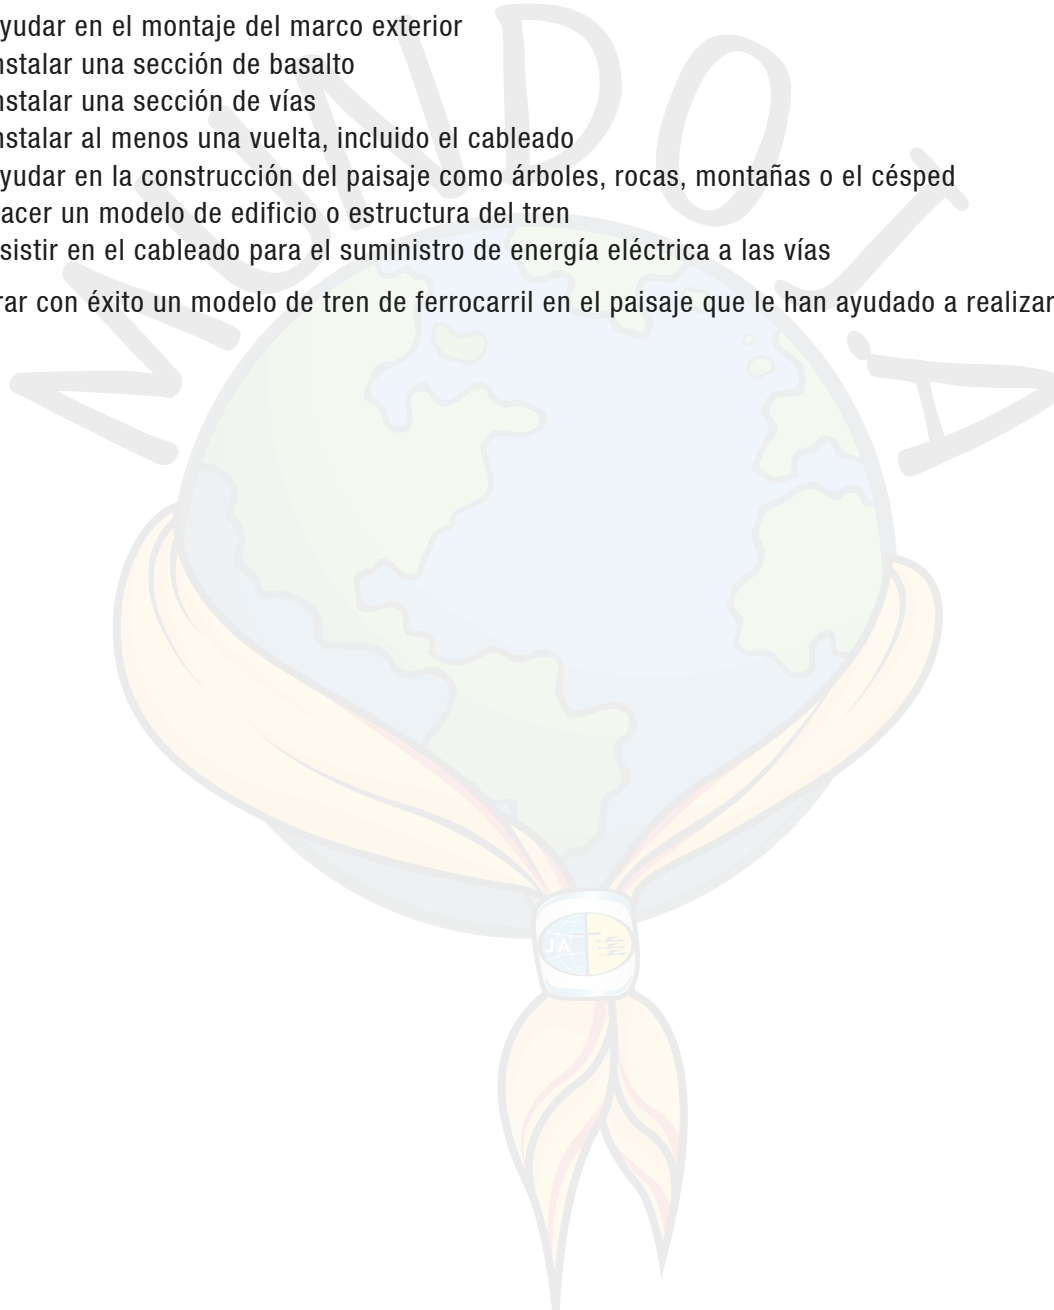 yudar en el montaje del marco exterior
nstalar una sección de basalto
nstalar una sección de vías
nstalar al menos una vuelta, incluido el cableado
yudar en la construcción del paisaje como árboles, rocas, montañas o el césped
acer un modelo de edificio o estructura del tren
sistir en el cableado para el suministro de energía eléctrica a las vías
rar con éxito un modelo de tren de ferrocarril en el paisaje que le han ayudado a realizar
MUNDO JA
JA